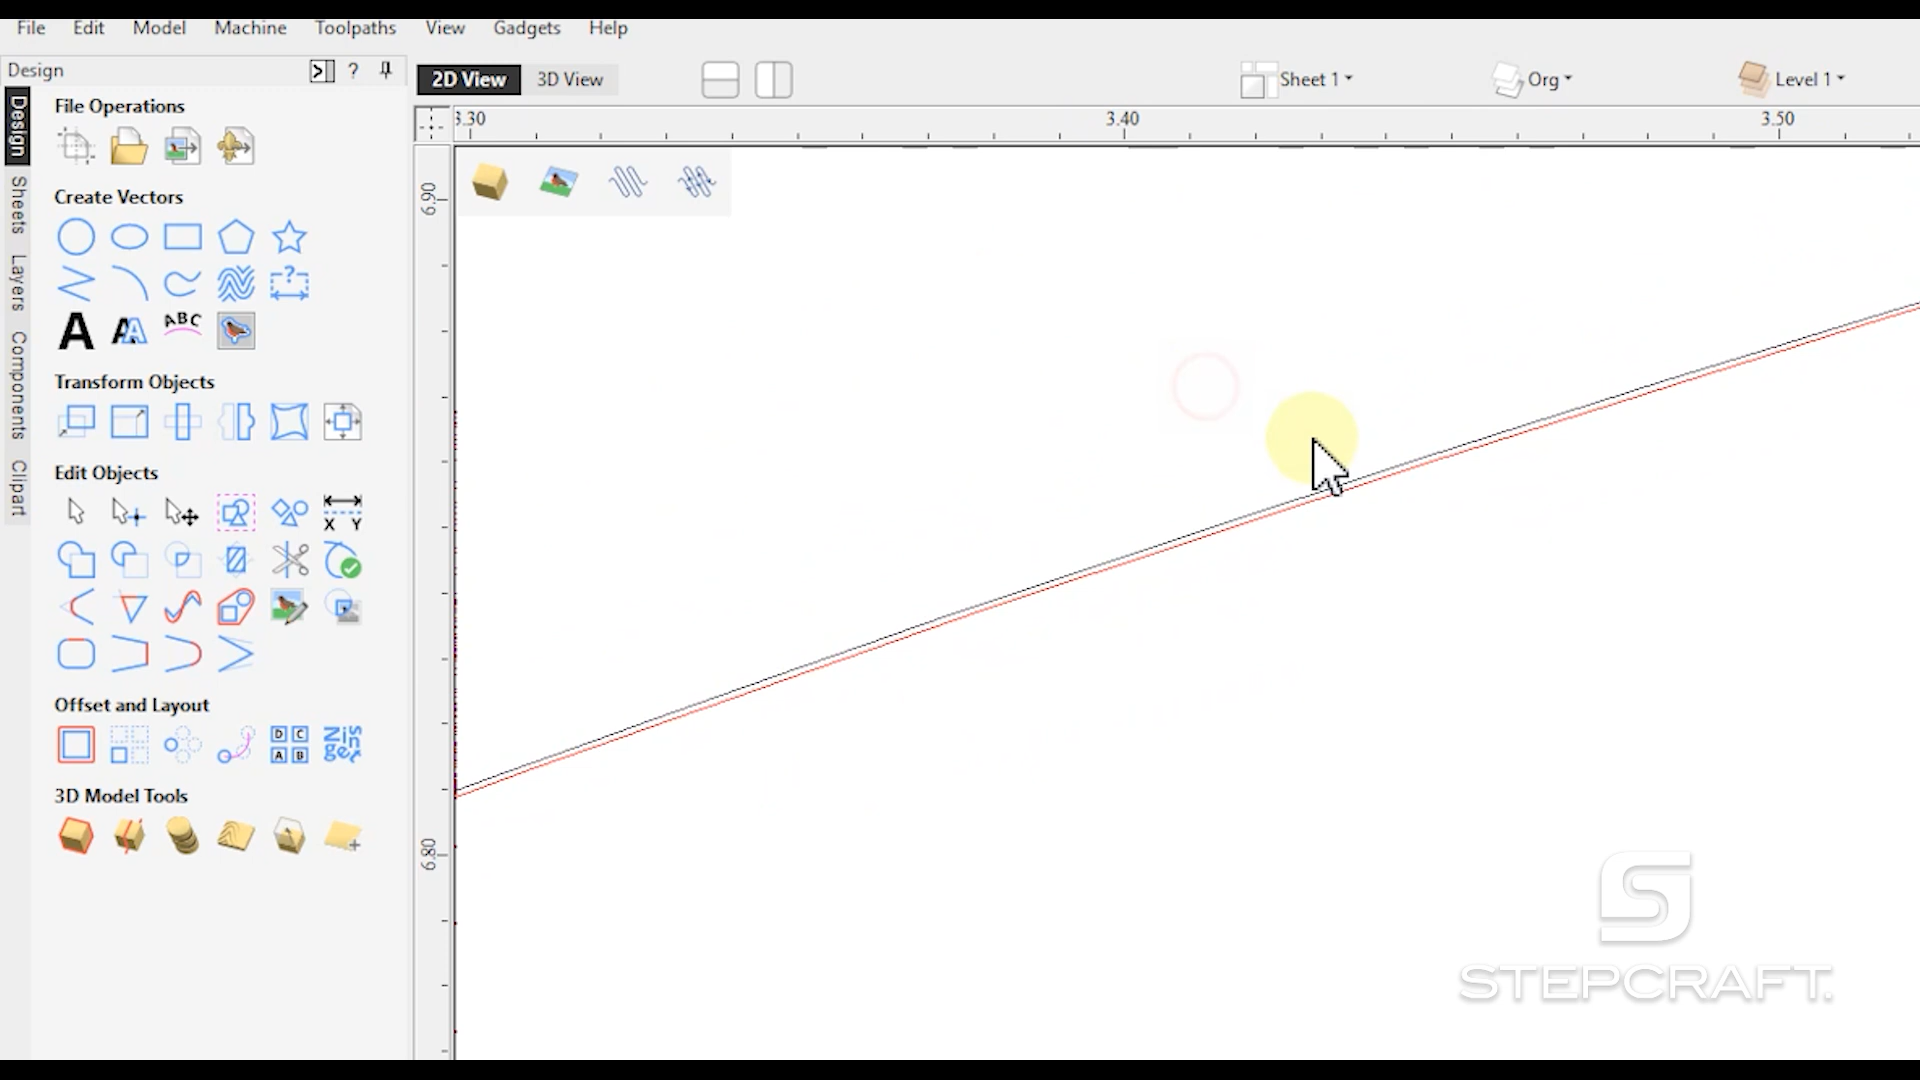 File Edit Model Machine Toolpaths View Gadgets Help
Design ?
2D View 3D View Sheet 1 Org Level 1
3.30 3.40 3.50
6.90
6.80
Design
Sheets
Layers
Components
Clipart
File Operations
Create Vectors
?
A A A ABC
Transform Objects
Edit Objects
X Y
Offset and Layout
D C
A B
Zinger
3D Model Tools
S
STEPCRAFT.